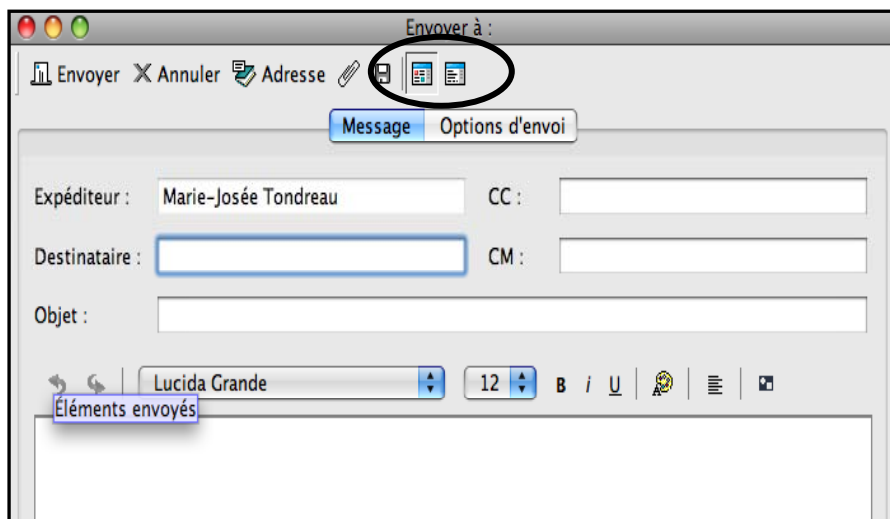 Envoyer à :
Envoyer Annuler Adresse
Message Options d'envoi
Expéditeur : Marie-Josée Tondreau CC :
Destinataire : CM :
Objet :
Lucida Grande 12 B i U
Éléments envoyés